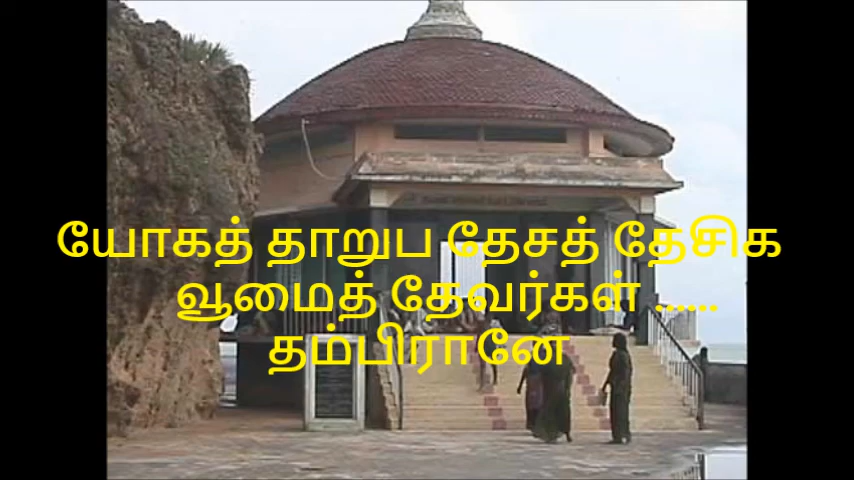 யோகத் தாறுப தேசத் தேசிக
வூமைத் தேவர்கள் ......
தம்பிரானே